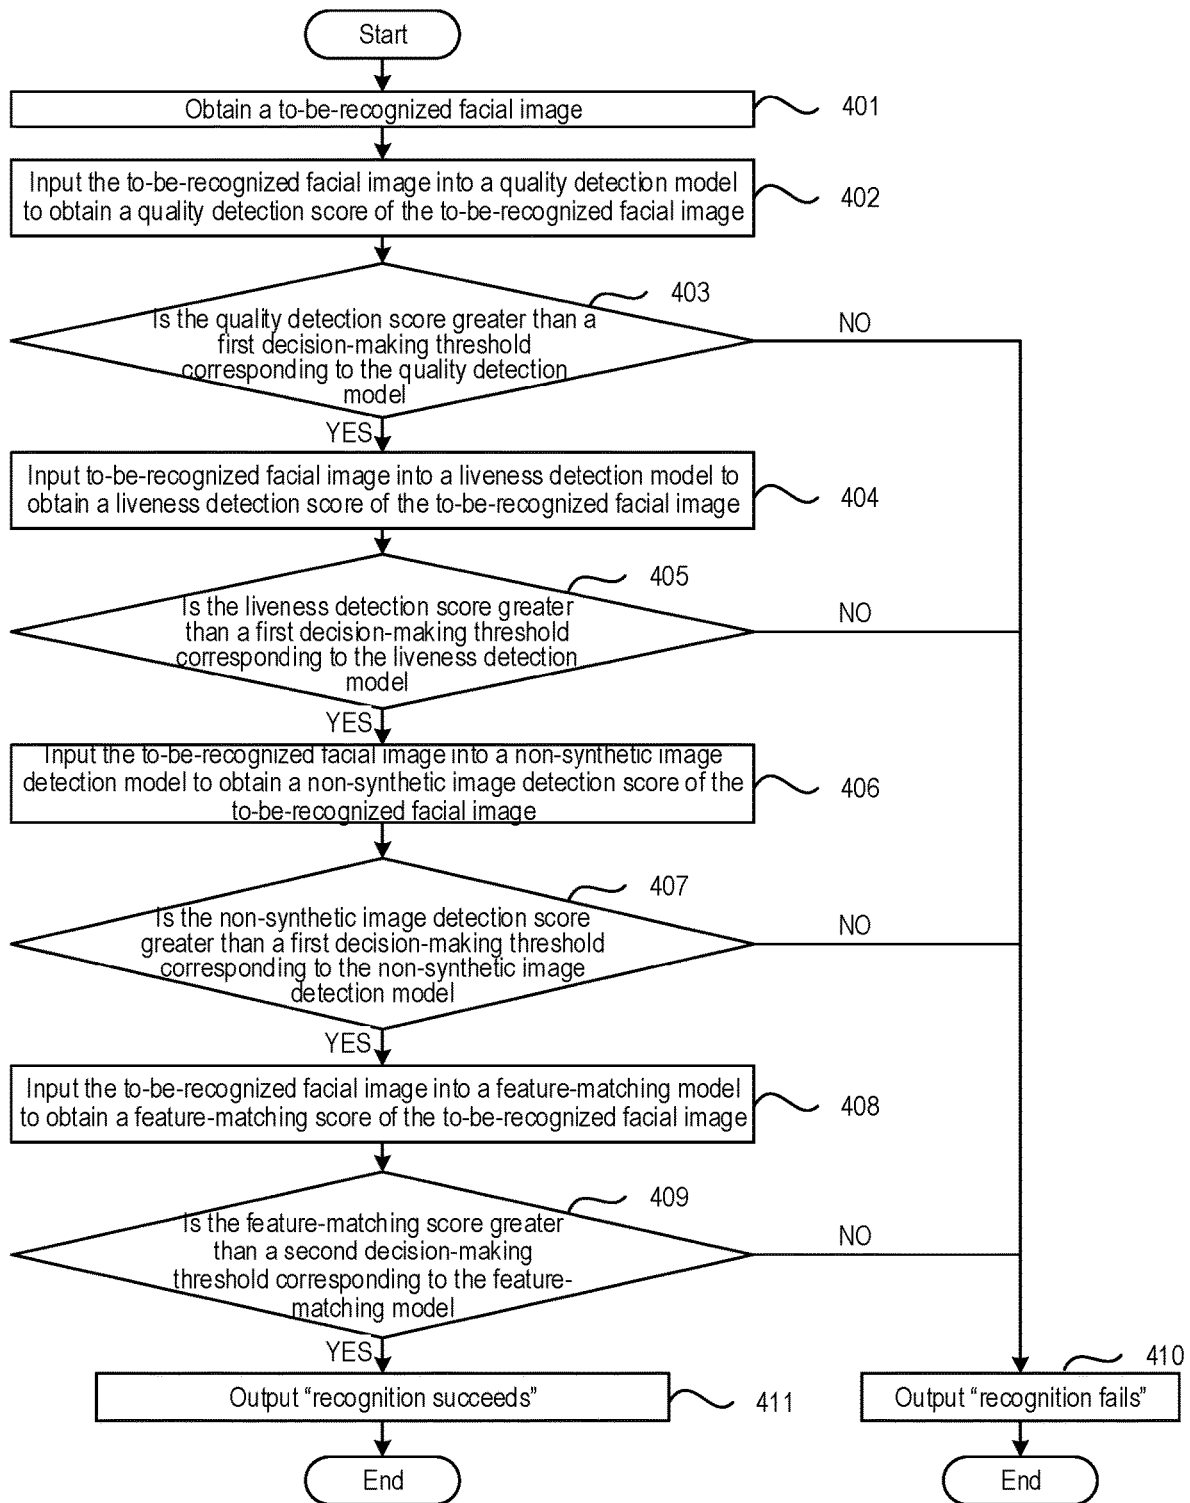 Start
Obtain a to-be-recognized facial image
401
Input the to-be-recognized facial image into a quality detection model
to obtain a quality detection score of the to-be-recognized facial image
402
403
Is the quality detection score greater than a
first decision-making threshold
corresponding to the quality detection
model
NO
YES
Input to-be-recognized facial image into a liveness detection model to
obtain a liveness detection score of the to-be-recognized facial image
404
405
Is the liveness detection score greater
than a first decision-making threshold
corresponding to the liveness detection
model
NO
YES
Input the to-be-recognized facial image into a non-synthetic image
detection model to obtain a non-synthetic image detection score of the
to-be-recognized facial image
406
407
Is the non-synthetic image detection score
greater than a first decision-making threshold
corresponding to the non-synthetic image
detection model
NO
YES
Input the to-be-recognized facial image into a feature-matching model
to obtain a feature-matching score of the to-be-recognized facial image
408
409
Is the feature-matching score greater
than a second decision-making
threshold corresponding to the feature-
matching model
NO
YES
Output “recognition succeeds”
411
410
Output “recognition fails”
End
End